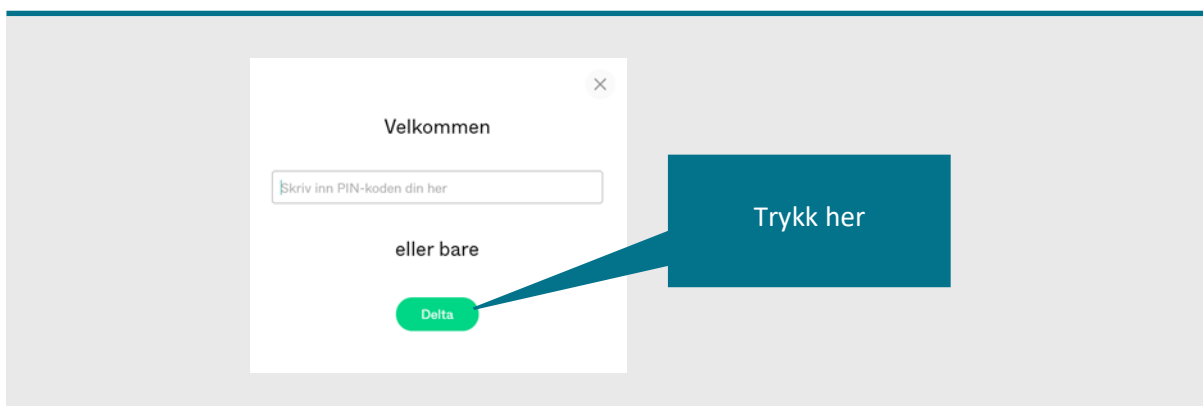 Velkommen
Skriv inn PIN-koden din her
eller bare
Delta
Trykk her